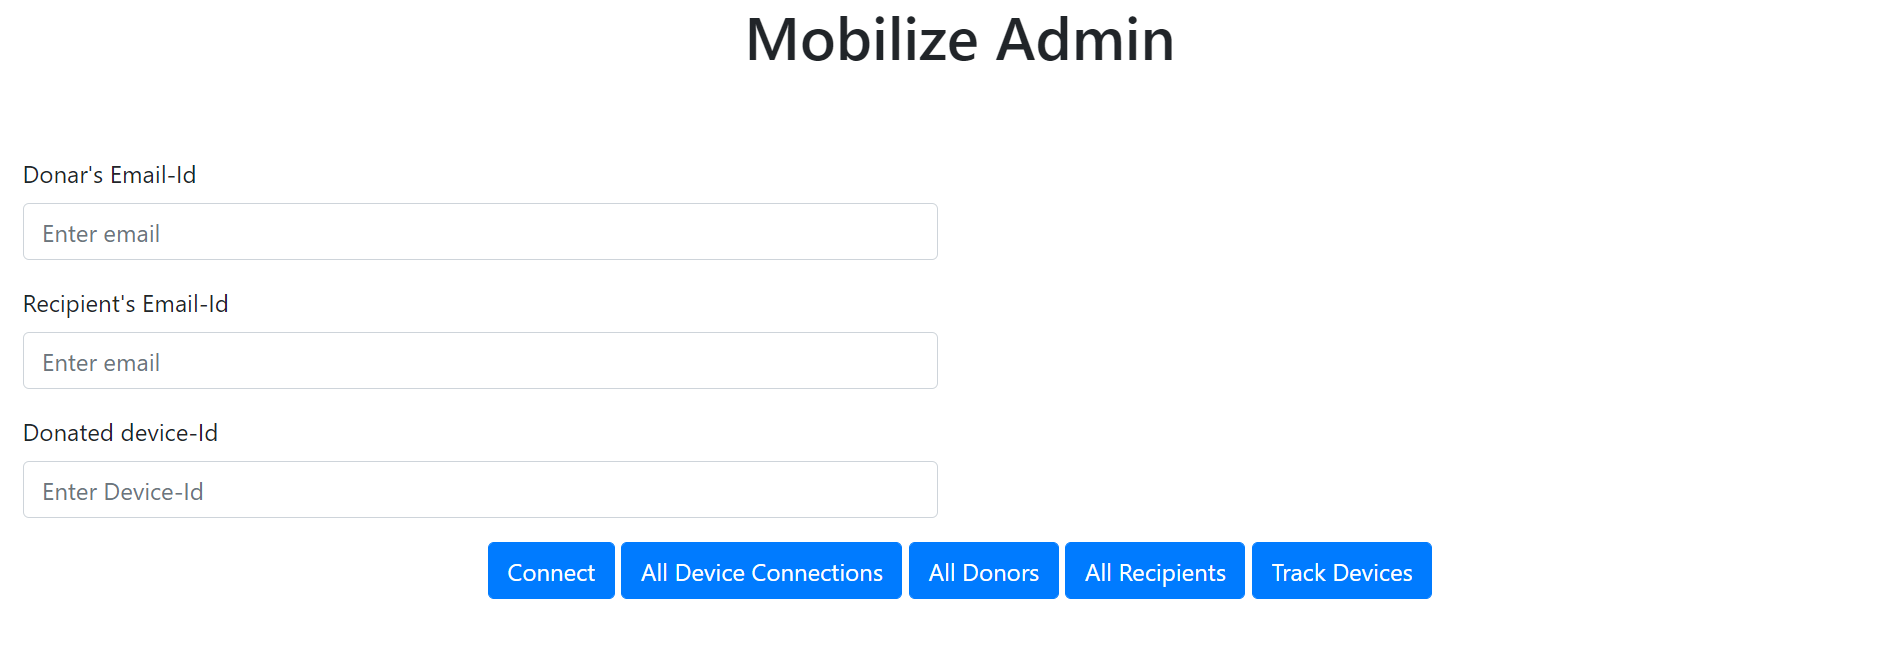 Mobilize Admin
Donar's Email-Id
Enter email
Recipient's Email-Id
Enter email
Donated device-Id
Enter Device-Id
Connect All Device Connections All Donors All Recipients Track Devices